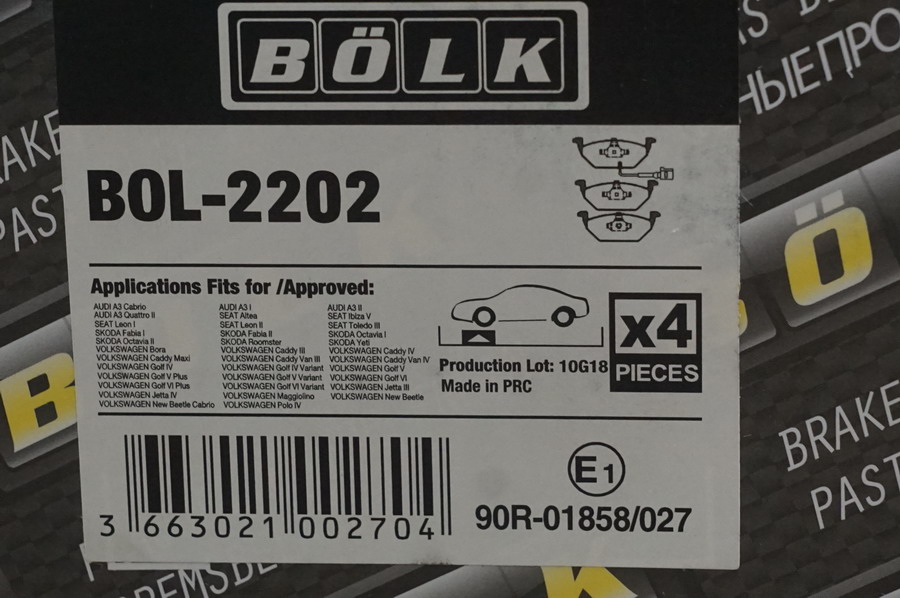 BÖLK
BOL-2202
Applications Fits for /Approved:
AUDI A3 Cabrio
AUDI A3 Quattro II
SEAT Leon I
SKODA Fabia I
SKODA Octavia II
VOLKSWAGEN Bora
VOLKSWAGEN Caddy Maxi
VOLKSWAGEN Golf IV
VOLKSWAGEN Golf V Plus
VOLKSWAGEN Golf VI Plus
VOLKSWAGEN Jetta IV
VOLKSWAGEN New Beetle Cabrio
AUDI A3 I
SEAT Altea
SEAT Leon II
SKODA Fabia II
SKODA Roomster
VOLKSWAGEN Caddy III
VOLKSWAGEN Caddy Van III
VOLKSWAGEN Golf IV Variant
VOLKSWAGEN Golf V Variant
VOLKSWAGEN Golf VI Variant
VOLKSWAGEN Maggiolino
VOLKSWAGEN Polo IV
AUDI A3 II
SEAT Ibiza V
SEAT Toledo III
SKODA Octavia I
SKODA Yeti
VOLKSWAGEN Caddy IV
VOLKSWAGEN Caddy Van IV
VOLKSWAGEN Golf V
VOLKSWAGEN Golf VI
VOLKSWAGEN Jetta III
VOLKSWAGEN New Beetle
Production Lot: 10G18
Made in PRC
x4
PIECES
3 663021 002704
E1
90R-01858/027
BRAKE
PAST
AKE
PAS
НЫЕ ПРО
B
Ö
BRAKE
PAST
K